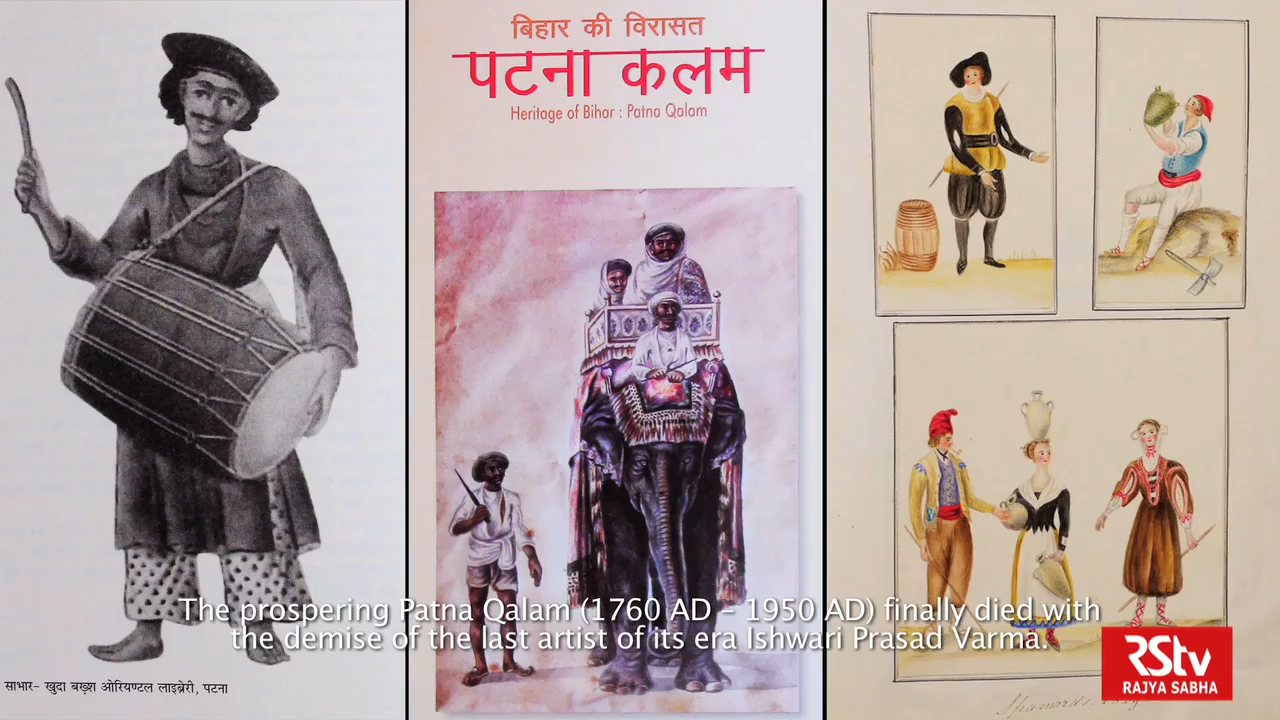 बिहार की विरासत
पटना कलम
Heritage of Bihar : Patna Qalam
The prospering Patna Qalam (1760 AD – 1950 AD) finally died with
the demise of the last artist of its era Ishwari Prasad Varma.
साभार– खुदा बख्श ओरियण्टल लाइब्रेरी, पटना
RStv
RAJYA SABHA